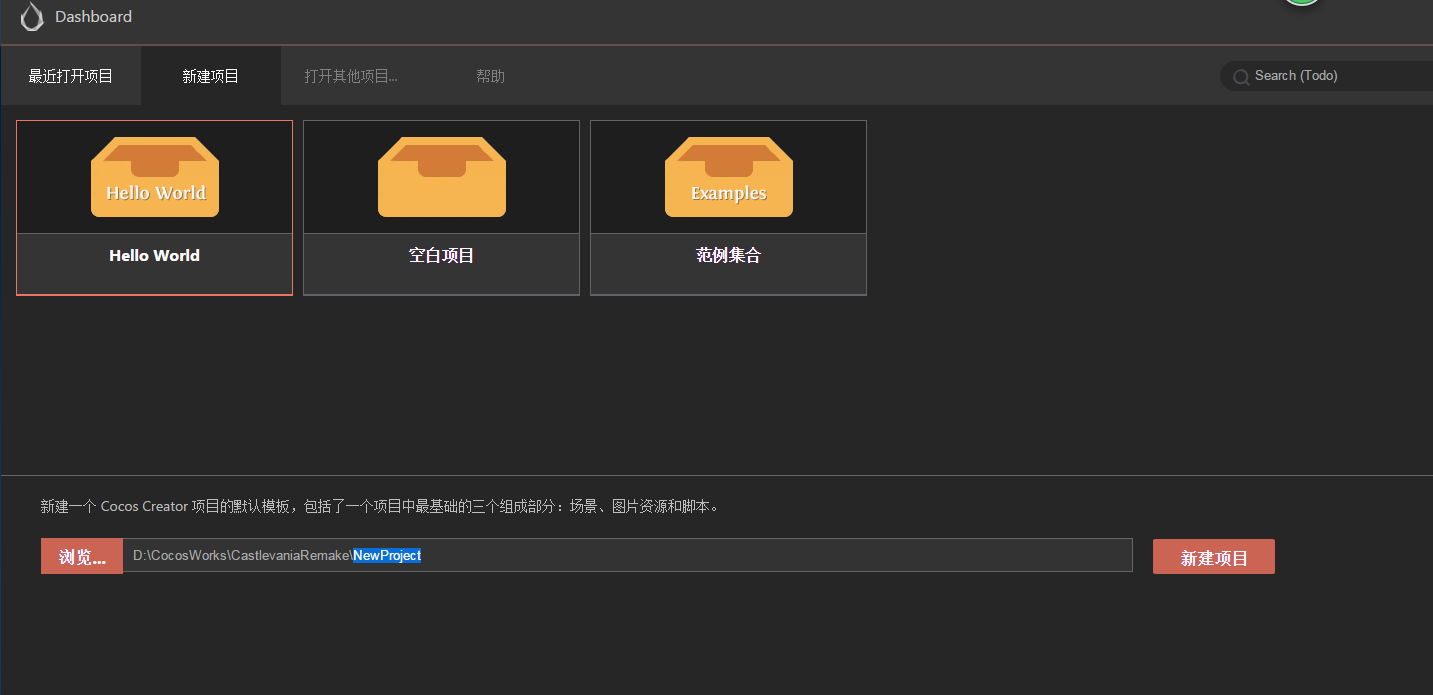 Dashboard
最近打开项目 新建项目 打开其他项目... 帮助 Search (Todo)
Hello World Examples
Hello World 空白项目 范例集合
新建一个 Cocos Creator 项目的默认模板，包括了一个项目中最基础的三个组成部分：场景、图片资源和脚本。
浏览... D:\CocosWorks\CastlevaniaRemake\NewProject 新建项目